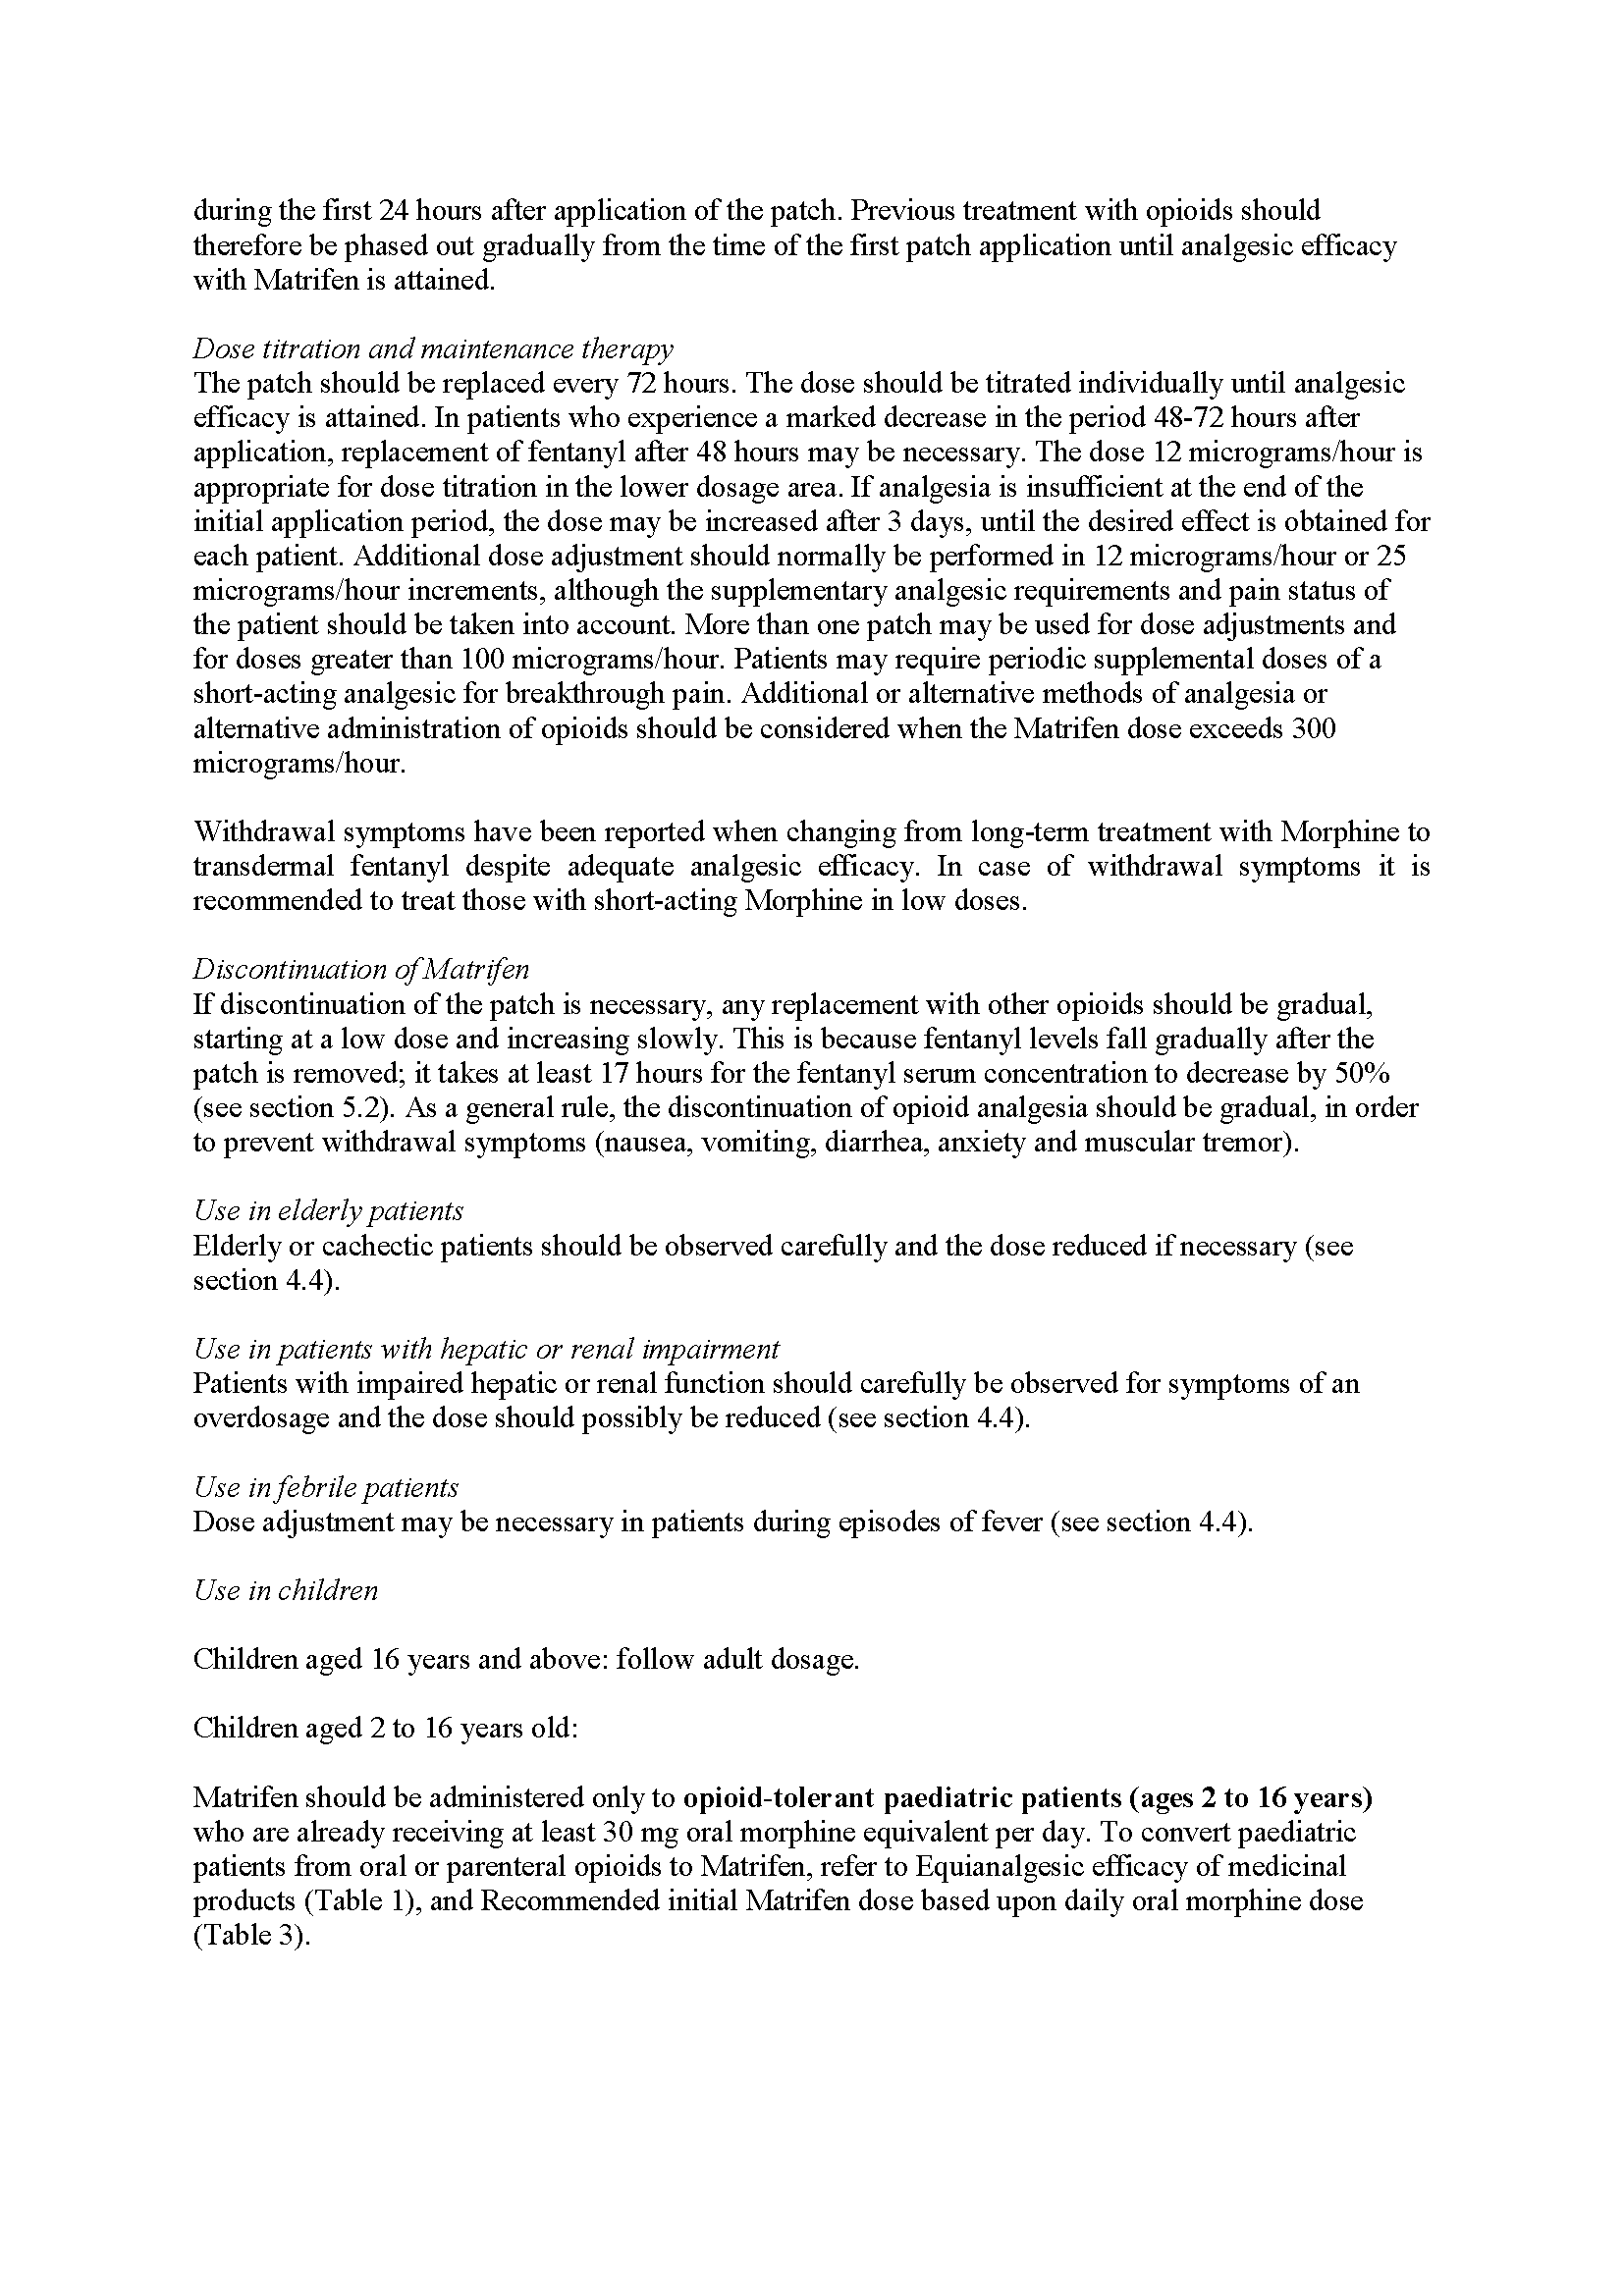 during the first 24 hours after application of the patch. Previous treatment with opioids should
therefore be phased out gradually from the time of the first patch application until analgesic efficacy
with Matrifen is attained.
Dose titration and maintenance therapy
The patch should be replaced every 72 hours. The dose should be titrated individually until analgesic
efficacy is attained. In patients who experience a marked decrease in the period 48-72 hours after
application, replacement of fentanyl after 48 hours may be necessary. The dose 12 micrograms/hour is
appropriate for dose titration in the lower dosage area. If analgesia is insufficient at the end of the
initial application period, the dose may be increased after 3 days, until the desired effect is obtained for
each patient. Additional dose adjustment should normally be performed in 12 micrograms/hour or 25
micrograms/hour increments, although the supplementary analgesic requirements and pain status of
the patient should be taken into account. More than one patch may be used for dose adjustments and
for doses greater than 100 micrograms/hour. Patients may require periodic supplemental doses of a
short-acting analgesic for breakthrough pain. Additional or alternative methods of analgesia or
alternative administration of opioids should be considered when the Matrifen dose exceeds 300
micrograms/hour.
Withdrawal symptoms have been reported when changing from long-term treatment with Morphine to
transdermal fentanyl despite adequate analgesic efficacy. In case of withdrawal symptoms it is
recommended to treat those with short-acting Morphine in low doses.
Discontinuation of Matrifen
If discontinuation of the patch is necessary, any replacement with other opioids should be gradual,
starting at a low dose and increasing slowly. This is because fentanyl levels fall gradually after the
patch is removed; it takes at least 17 hours for the fentanyl serum concentration to decrease by 50%
(see section 5.2). As a general rule, the discontinuation of opioid analgesia should be gradual, in order
to prevent withdrawal symptoms (nausea, vomiting, diarrhea, anxiety and muscular tremor).
Use in elderly patients
Elderly or cachectic patients should be observed carefully and the dose reduced if necessary (see
section 4.4).
Use in patients with hepatic or renal impairment
Patients with impaired hepatic or renal function should carefully be observed for symptoms of an
overdosage and the dose should possibly be reduced (see section 4.4).
Use in febrile patients
Dose adjustment may be necessary in patients during episodes of fever (see section 4.4).
Use in children
Children aged 16 years and above: follow adult dosage.
Children aged 2 to 16 years old:
Matrifen should be administered only to opioid-tolerant paediatric patients (ages 2 to 16 years)
who are already receiving at least 30 mg oral morphine equivalent per day. To convert paediatric
patients from oral or parenteral opioids to Matrifen, refer to Equianalgesic efficacy of medicinal
products (Table 1), and Recommended initial Matrifen dose based upon daily oral morphine dose
(Table 3).